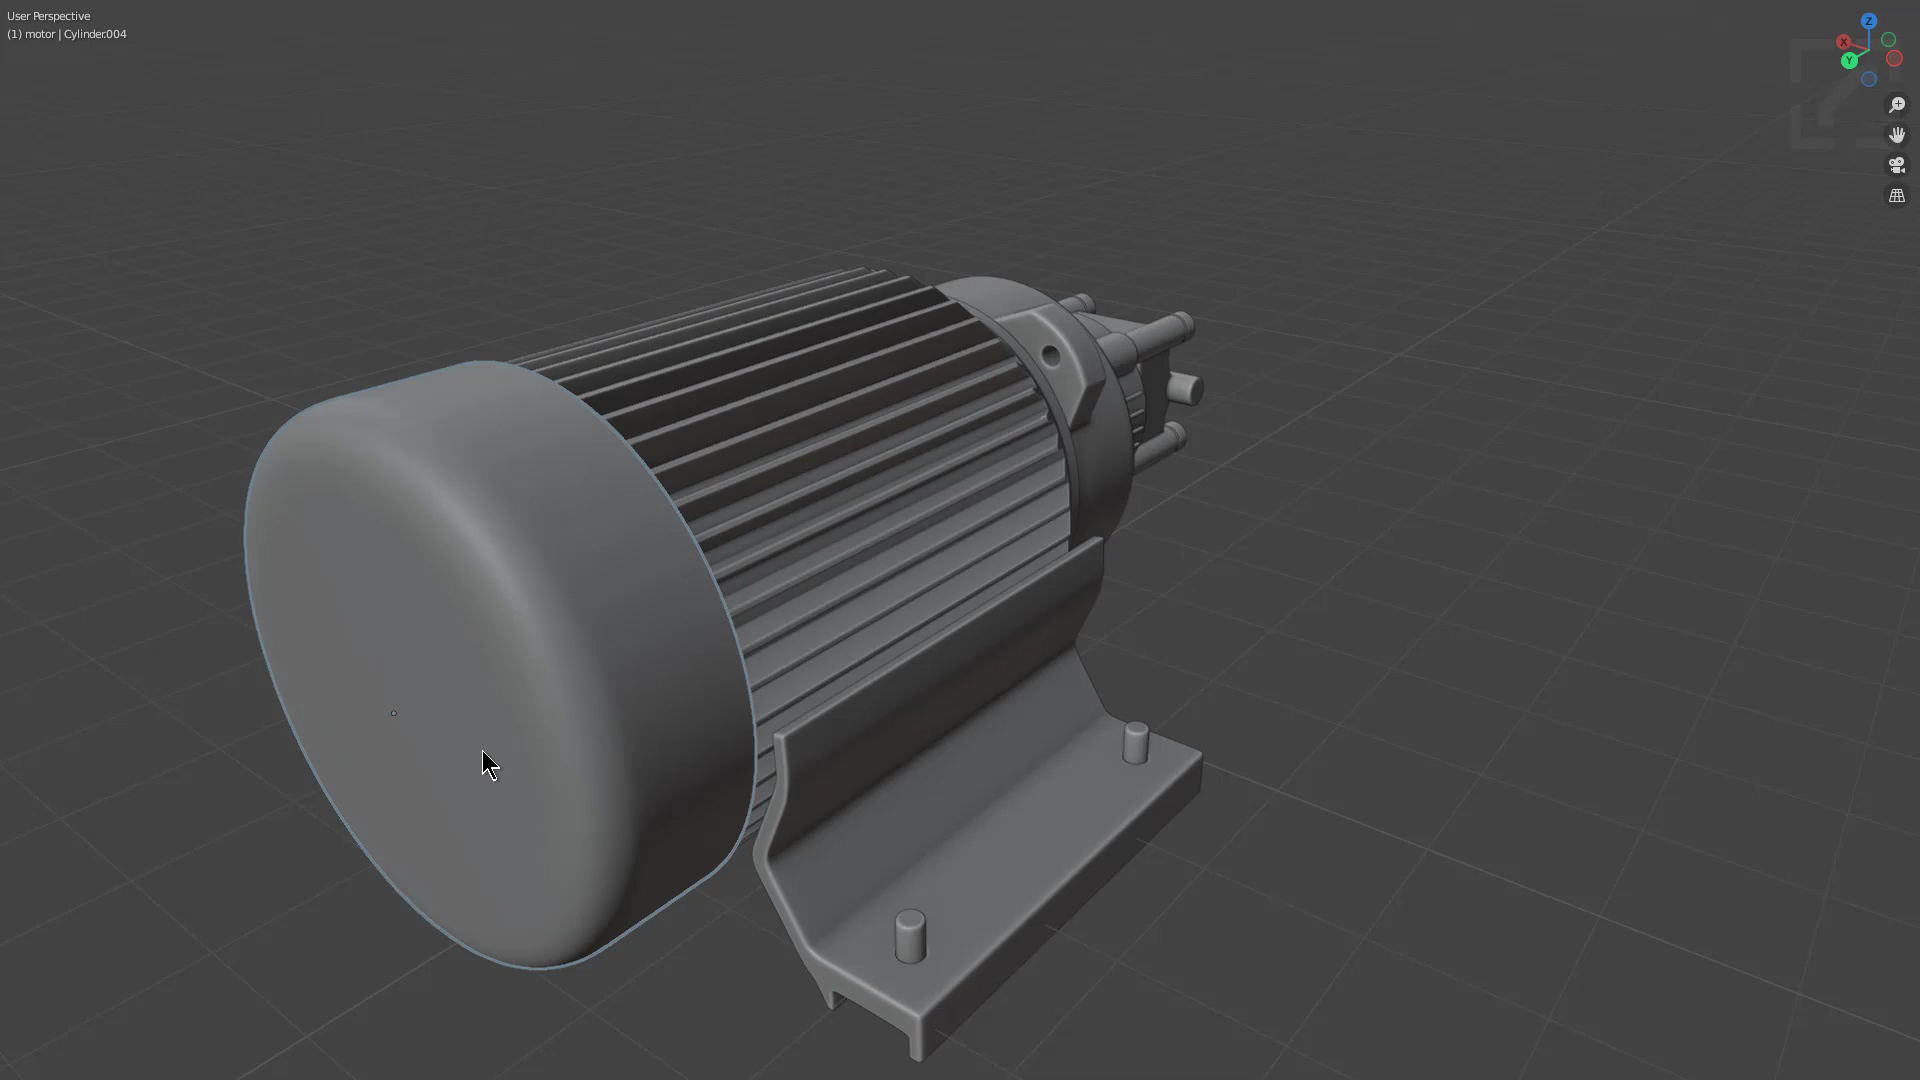 User Perspective
(1) motor | Cylinder.004
Z
X
Y